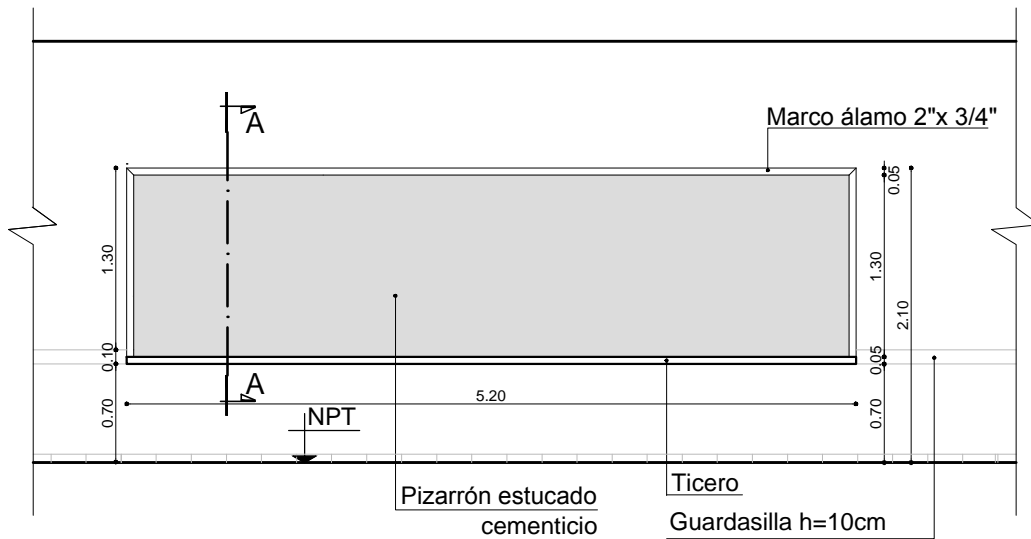 A
Marco álamo 2"x 3/4"
0.05
1.30
1.30
2.10
0.10
0.05
A
5.20
0.70
0.70
NPT
Pizarrón estucado
cementicio
Ticero
Guardasilla h=10cm